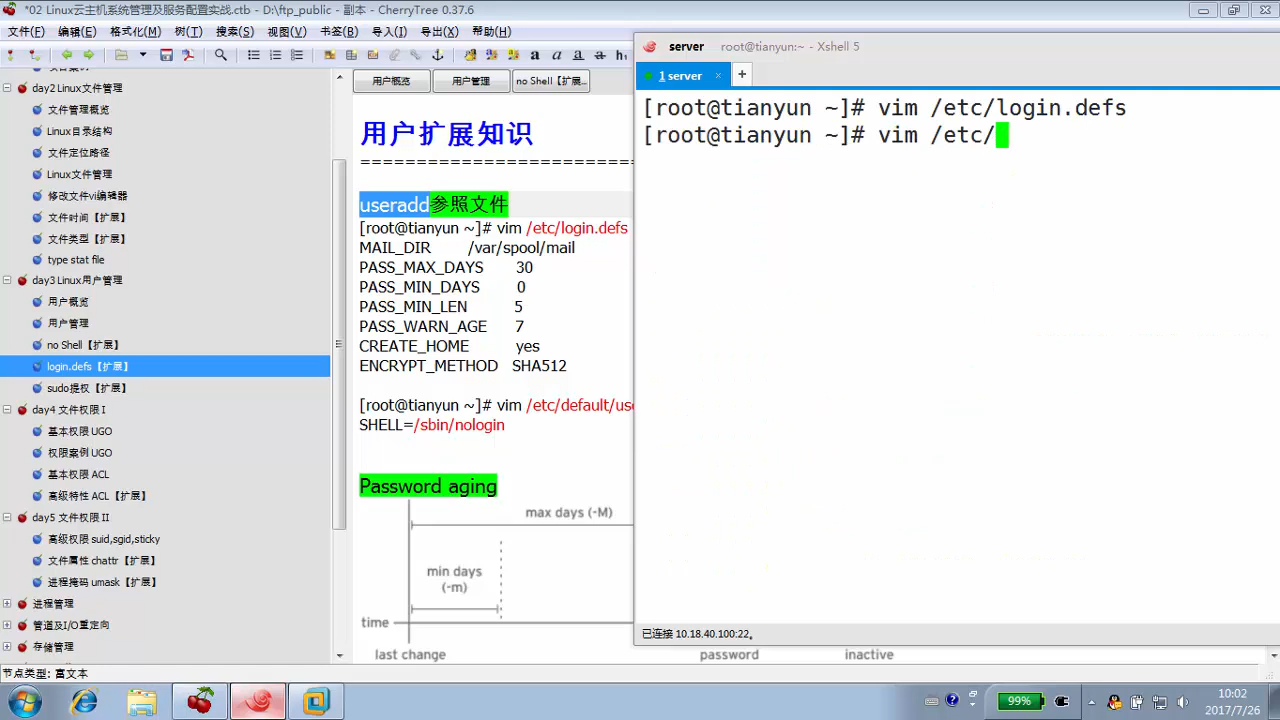 *02 Linux云主机系统管理及服务配置实战.ctb - D:\ftp_public - 副本 - CherryTree 0.37.6
文件(F) 编辑(E) 格式化(M) 树(T) 搜索(S) 视图(V) 书签(B) 导入(I) 导出(X) 帮助(H)
a a a a h₁
day2 Linux文件管理
文件管理概览
Linux目录结构
文件定位路径
Linux文件管理
修改文件vi编辑器
文件时间【扩展】
文件类型【扩展】
type stat file
day3 Linux用户管理
用户概览
用户管理
no Shell【扩展】
login.defs【扩展】
sudo提权【扩展】
day4 文件权限 I
基本权限 UGO
权限案例 UGO
基本权限 ACL
高级特性 ACL【扩展】
day5 文件权限 II
高级权限 suid,sgid,sticky
文件属性 chattr【扩展】
进程掩码 umask【扩展】
进程管理
管道及I/O重定向
存储管理
节点类型: 富文本
用户概览 用户管理 no Shell【扩展...
用户扩展知识
useradd参照文件
[root@tianyun ~]# vim /etc/login.defs
MAIL_DIR /var/spool/mail
PASS_MAX_DAYS 30
PASS_MIN_DAYS 0
PASS_MIN_LEN 5
PASS_WARN_AGE 7
CREATE_HOME yes
ENCRYPT_METHOD SHA512
[root@tianyun ~]# vim /etc/default/use
SHELL=/sbin/nologin
Password aging
max days (-M)
min days
(-m)
time
last change password inactive
server root@tianyun:~ - Xshell 5
1 server × +
[root@tianyun ~]# vim /etc/login.defs
[root@tianyun ~]# vim /etc/
已连接 10.18.40.100:22。
99%
10:02
2017/7/26